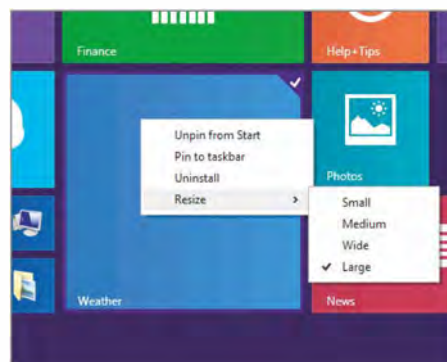 Finance
Help+Tips
Unpin from Start
Pin to taskbar
Uninstall
Resize
Photos
Small
Medium
Wide
Large
Weather
News